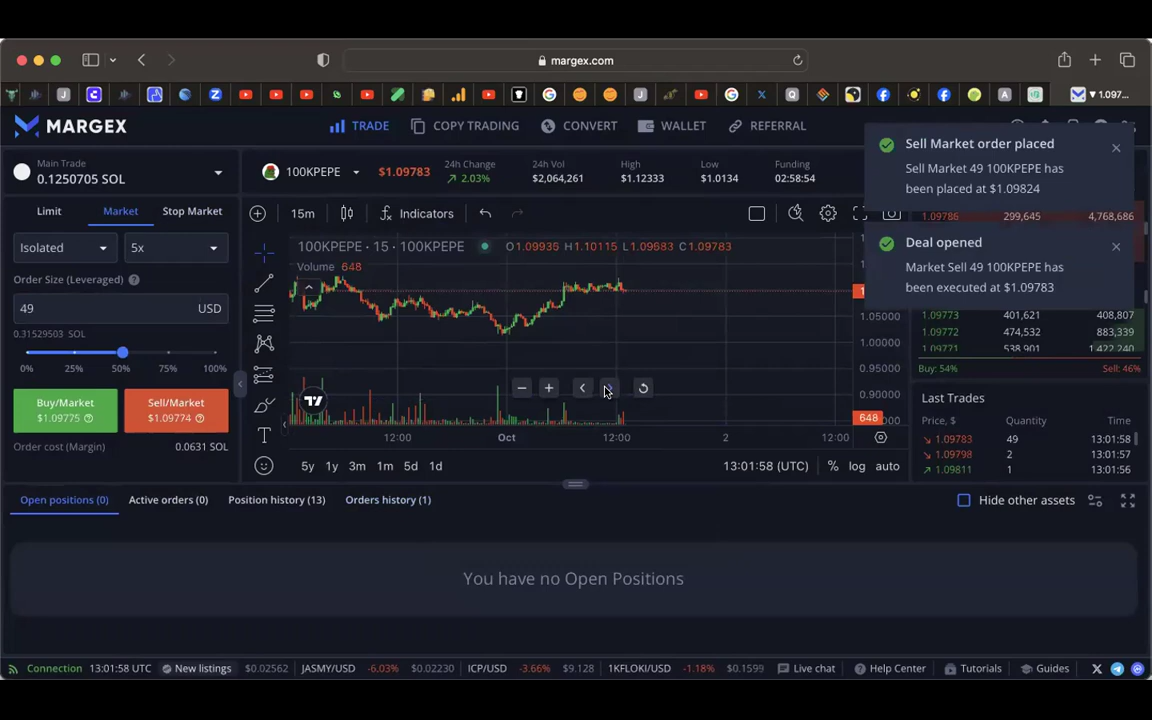 margex.com
1.097...
MARGEX
TRADE
COPY TRADING
CONVERT
WALLET
REFERRAL
Main Trade
0.1250705 SOL
100KPEPE
$1.09783
24h Change
2.03%
24h Vol
$2,064,261
High
$1.12333
Low
$1.0134
Funding
02:58:54
Sell Market order placed
Sell Market 49 100KPEPE has
been placed at $1.09824
Deal opened
Market Sell 49 100KPEPE has
been executed at $1.09783
Limit
Market
Stop Market
Isolated
5x
Order Size (Leveraged)
49
USD
0.31529503 SOL
0%
25%
50%
75%
100%
Buy/Market
$1.09775
Sell/Market
$1.09774
Order cost (Margin)
0.0631 SOL
15m
Indicators
100KPEPE · 15 · 100KPEPE
O1.09935 H1.10115 L1.09583 C1.09783
Volume 648
1.05000
1.00000
0.95000
0.90000
648
12:00
Oct
12:00
2
12:00
5y
1y
3m
1m
5d
1d
13:01:58 (UTC)
%
log
auto
1.09786
299,645
4,768,686
1.09773
401,621
408,807
1.09772
474,532
883,339
1.09771
538,901
1,422,240
Buy: 54%
Sell: 46%
Last Trades
Price, $
Quantity
Time
1.09783
49
13:01:58
1.09798
2
13:01:57
1.09811
1
13:01:56
Open positions (0)
Active orders (0)
Position history (13)
Orders history (1)
Hide other assets
You have no Open Positions
Connection
13:01:58 UTC
New listings
$0.02562
JASMY/USD
-6.03%
$0.02230
ICP/USD
-3.66%
$9.128
1KFLOKI/USD
-1.18%
$0.1599
Live chat
Help Center
Tutorials
Guides